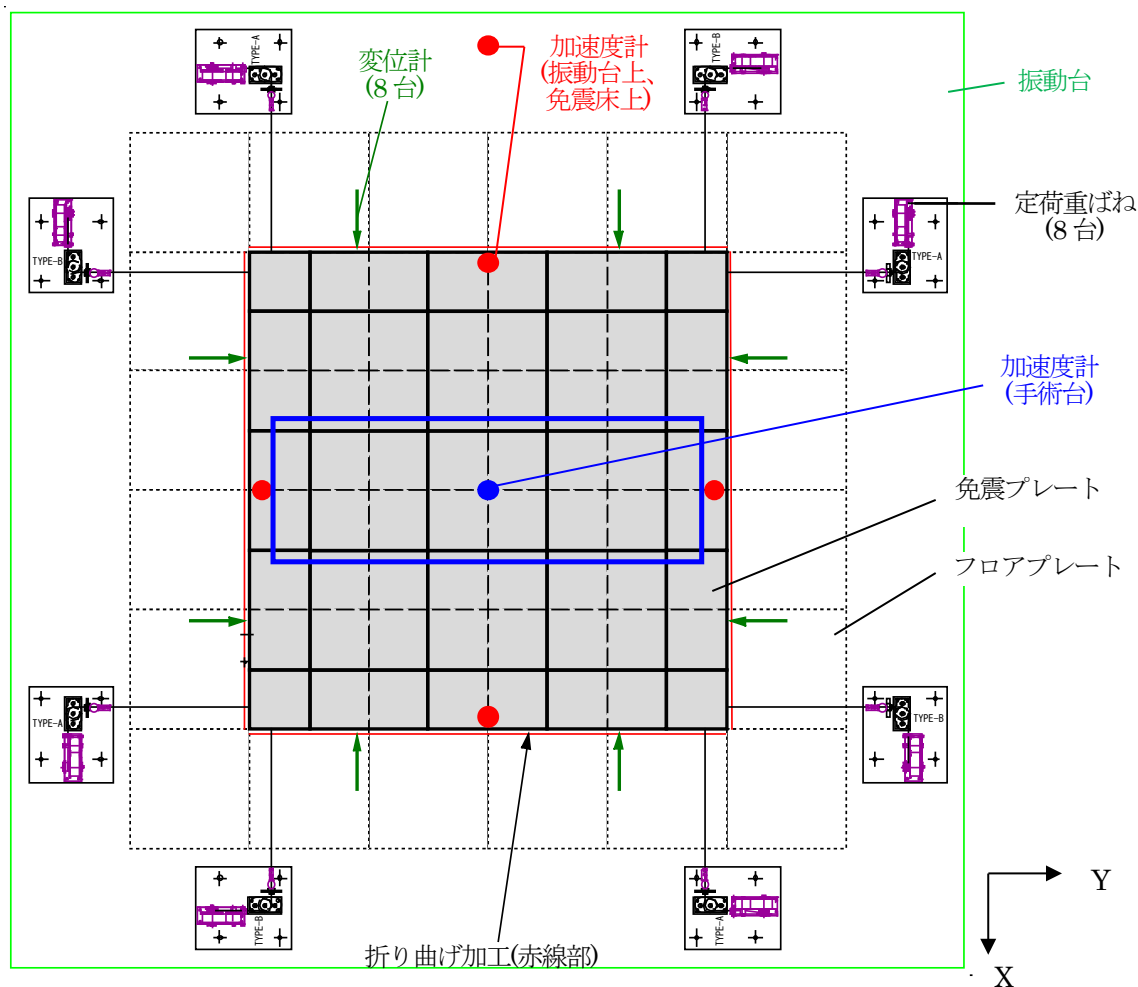 TYPE-A
変位計
(8台)
加速度計
(振動台上、
免震床上)
TYPE-B
振動台
TYPE-B
TYPE-A
定荷重ばね
(8台)
加速度計
(手術台)
免震プレート
フロアプレート
TYPE-A
TYPE-B
TYPE-B
TYPE-A
折り曲げ加工(赤線部)
Y
X